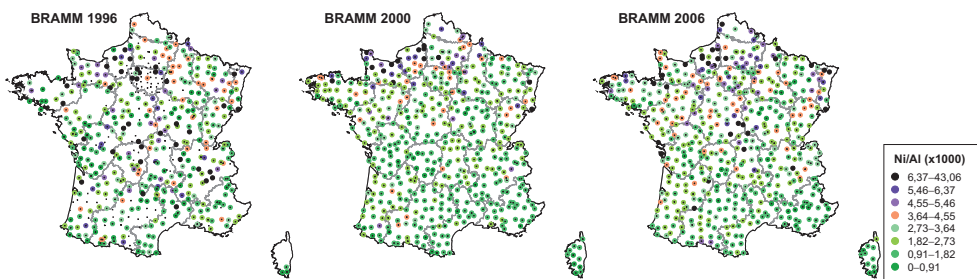 BRAMM 1996
BRAMM 2000
BRAMM 2006
Ni/Al (x1000)
6,37–43,06
5,46–6,37
4,55–5,46
3,64–4,55
2,73–3,64
1,82–2,73
0,91–1,82
0–0,91